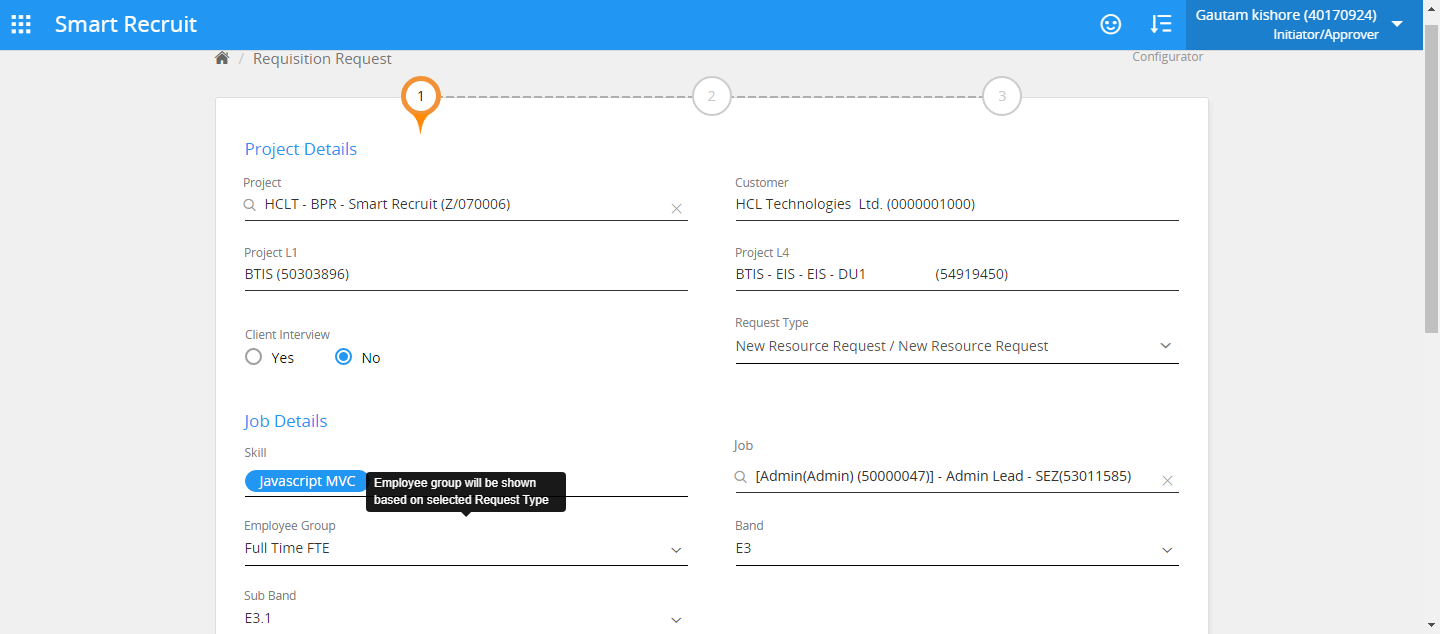 Smart Recruit
Gautam kishore (40170924)
Initiator/Approver
/ Requisition Request
Configurator
1
2
3
Project Details
Project
HCLT - BPR - Smart Recruit (Z/070006)
Customer
HCL Technologies Ltd. (0000001000)
Project L1
BTIS (50303896)
Project L4
BTIS - EIS - EIS - DU1 (54919450)
Client Interview
Yes
No
Request Type
New Resource Request / New Resource Request
Job Details
Skill
Javascript MVC
Employee group will be shown
based on selected Request Type
Job
[Admin(Admin) (50000047)] - Admin Lead - SEZ(53011585)
Employee Group
Full Time FTE
Band
E3
Sub Band
E3.1